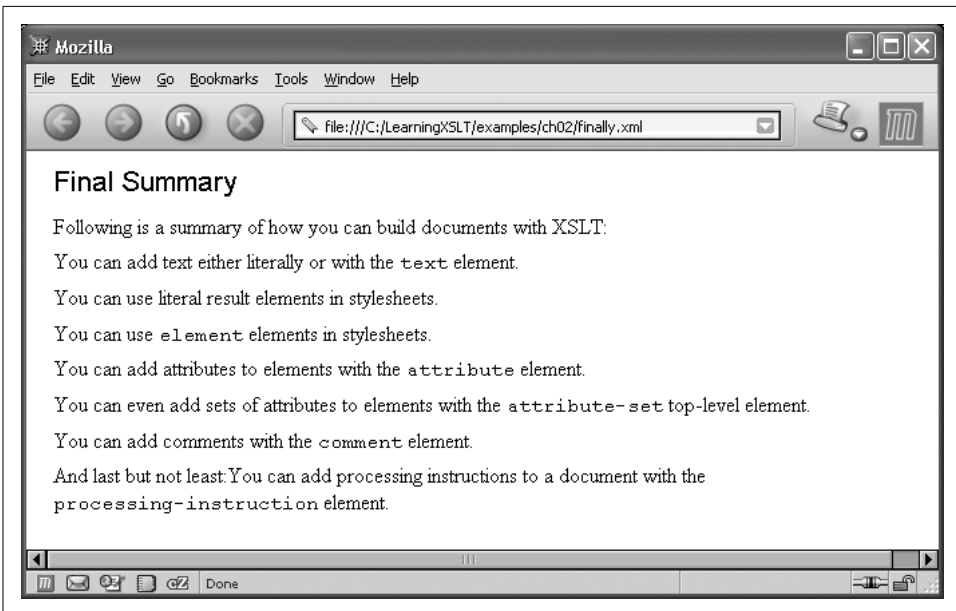 Mozilla
File Edit View Go Bookmarks Tools Window Help
file:///C:/LearningXSLT/examples/ch02/finally.xml
Final Summary
Following is a summary of how you can build documents with XSLT:
You can add text either literally or with the text element.
You can use literal result elements in stylesheets.
You can use element elements in stylesheets.
You can add attributes to elements with the attribute element.
You can even add sets of attributes to elements with the attribute-set top-level element.
You can add comments with the comment element.
And last but not least:You can add processing instructions to a document with the
processing-instruction element.
Done